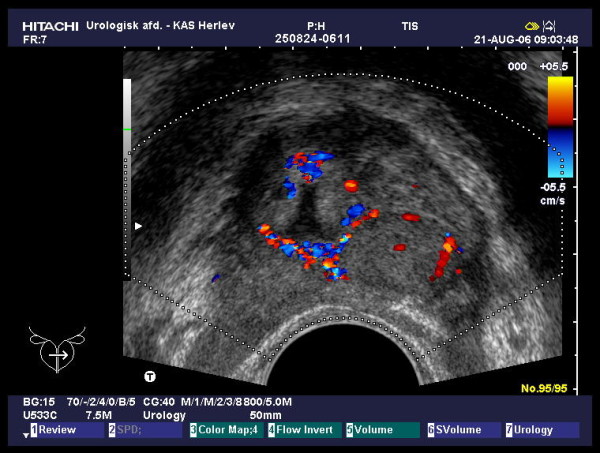 HITACHI Urologisk afd. - KAS Herlev P:H TIS
FR:7 250824-0611 21-AUG-06 09:03:48
000 +05.5
-05.5
cm/s
T
No.95/95
BG:15 70/-/2/4/0/B/5 CG:40 M/1/M/2/3/8800/5.0M
U533C 7.5M Urology 50mm
1 Review 2 SPD; 3 Color Map;4 4 Flow Invert 5 Volume 6 SVolume 7 Urology